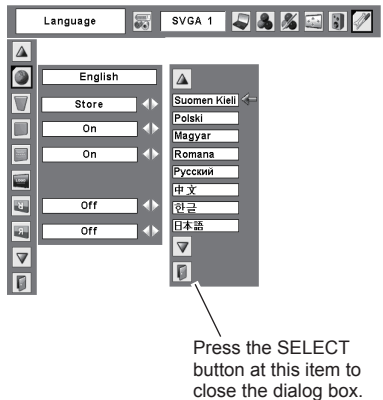 Language
SVGA 1
English
Store
On
On
Off
Off
Suomen Kieli
Polski
Magyar
Romana
Русский
中文
한글
日本語
Press the SELECT
button at this item to
close the dialog box.